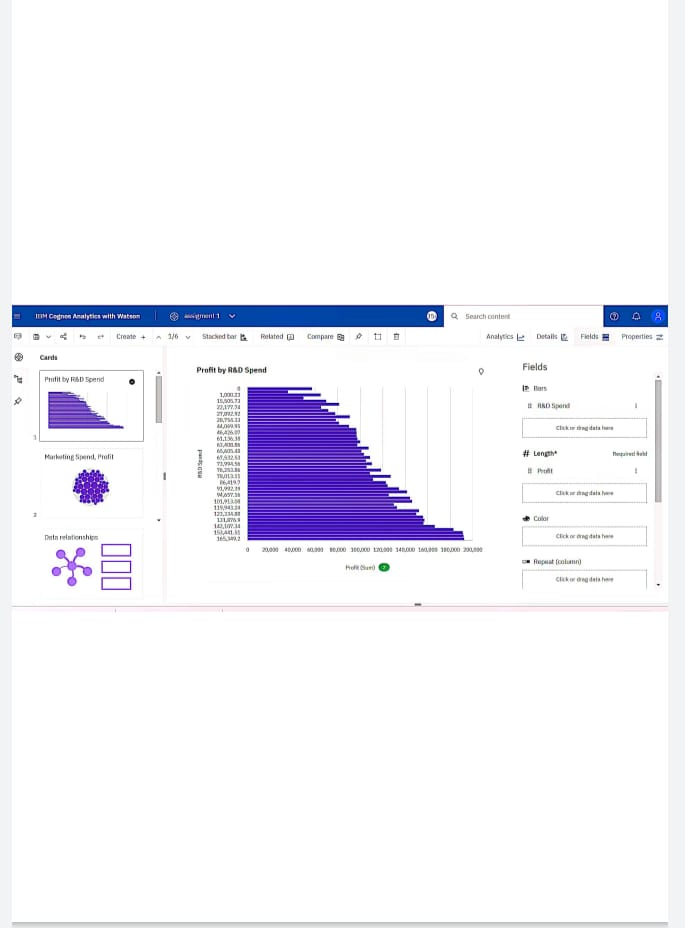 IBM Cognos Analytics with Watson
assigment 1
Search content
Create +
1/6
Stacked bar
Related
Compare
Analytics
Details
Fields
Properties
Cards
Profit by R&D Spend
1
Marketing Spend, Profit
2
Data relationships
Profit by R&D Spend
R&D Spend
0
1,000.23
15,505.73
22,177.74
27,892.92
28,754.33
44,069.95
46,426.07
61,136.38
63,408.86
65,605.48
67,532.53
73,994.56
76,253.86
78,013.11
86,419.7
91,992.39
94,657.16
101,913.08
119,943.24
123,334.88
131,876.9
142,107.34
153,441.51
165,349.2
0 20,000 40,000 60,000 80,000 100,000 120,000 140,000 160,000 180,000 200,000
Profit (Sum)
Fields
Bars
R&D Spend
Click or drag data here
# Length* Required field
Profit
Click or drag data here
Color
Click or drag data here
Repeat (column)
Click or drag data here